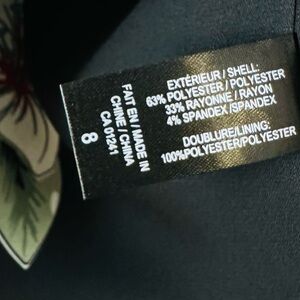 EXTÉRIEUR / SHELL:
63% POLYESTER / POLYESTER
33% RAYONNE / RAYON
4% SPANDEX /SPANDEX
DOUBLURE/LINING:
100%POLYESTER/POLYESTER
FAIT EN / MADE IN
CHINE / CHINA
CA 01241
8